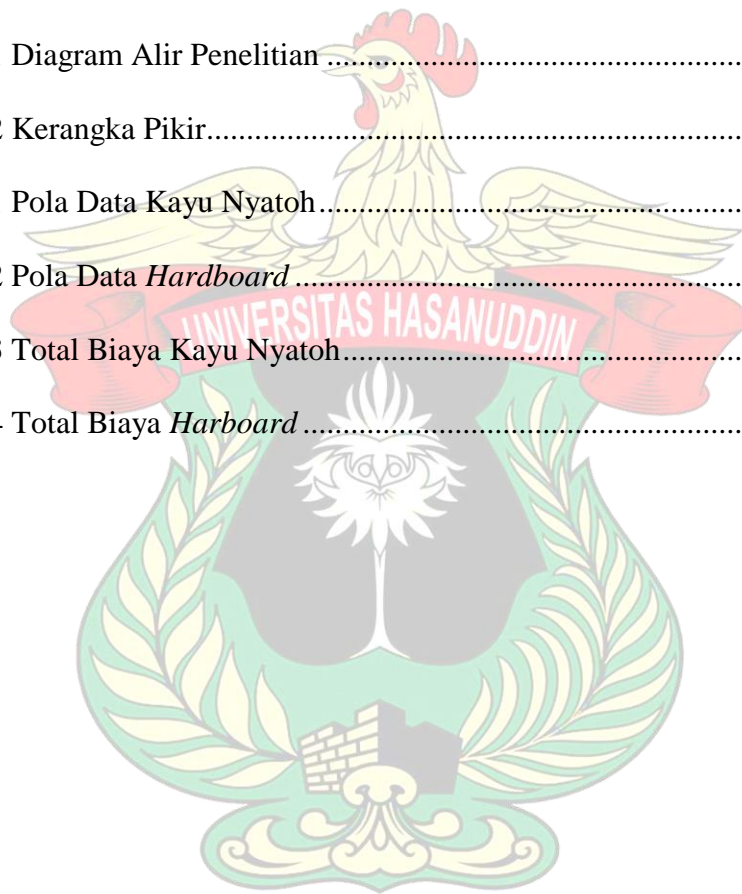 Diagram Alir Penelitian ....................................................
2 Kerangka Pikir....................................................................
Pola Data Kayu Nyatoh......................................................
2 Pola Data Hardboard .........................................................
UNIVERSITAS HASANUDDIN
3 Total Biaya Kayu Nyatoh...................................................
Total Biaya Harboard ........................................................